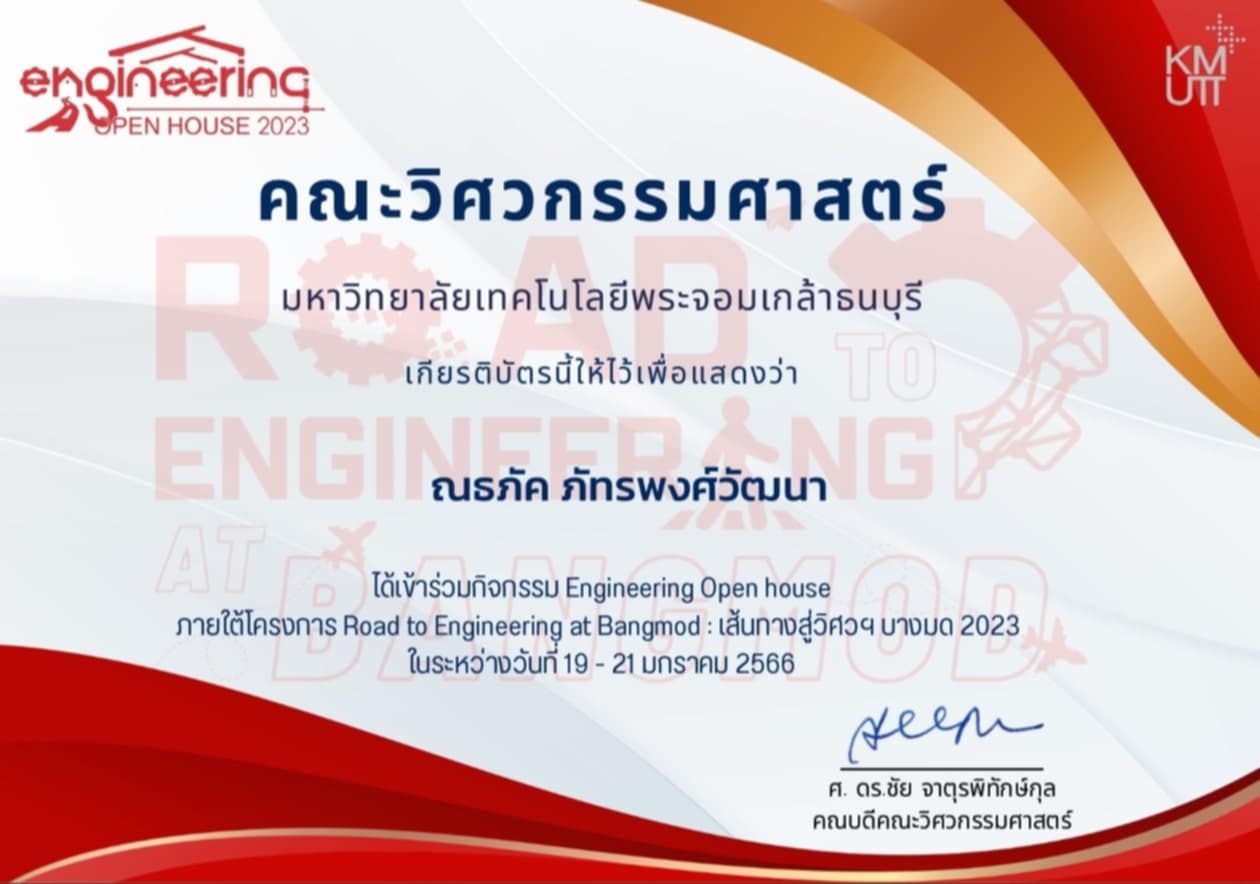 engineering
OPEN HOUSE 2023
KM
UTT
คณะวิศวกรรมศาสตร์
มหาวิทยาลัยเทคโนโลยีพระจอมเกล้าธนบุรี
เกียรติบัตรนี้ให้ไว้เพื่อแสดงว่า
ณธภัค ภัทรพงศ์วัฒนา
ได้เข้าร่วมกิจกรรม Engineering Open house
ภายใต้โครงการ Road to Engineering at Bangmod : เส้นทางสู่วิศวฯ บางมด 2023
ในระหว่างวันที่ 19 - 21 มกราคม 2566
ROAD TO
ENGINEERING
AT BANGMOD
ศ. ดร.ชัย จาตุรพิทักษ์กุล
คณบดีคณะวิศวกรรมศาสตร์